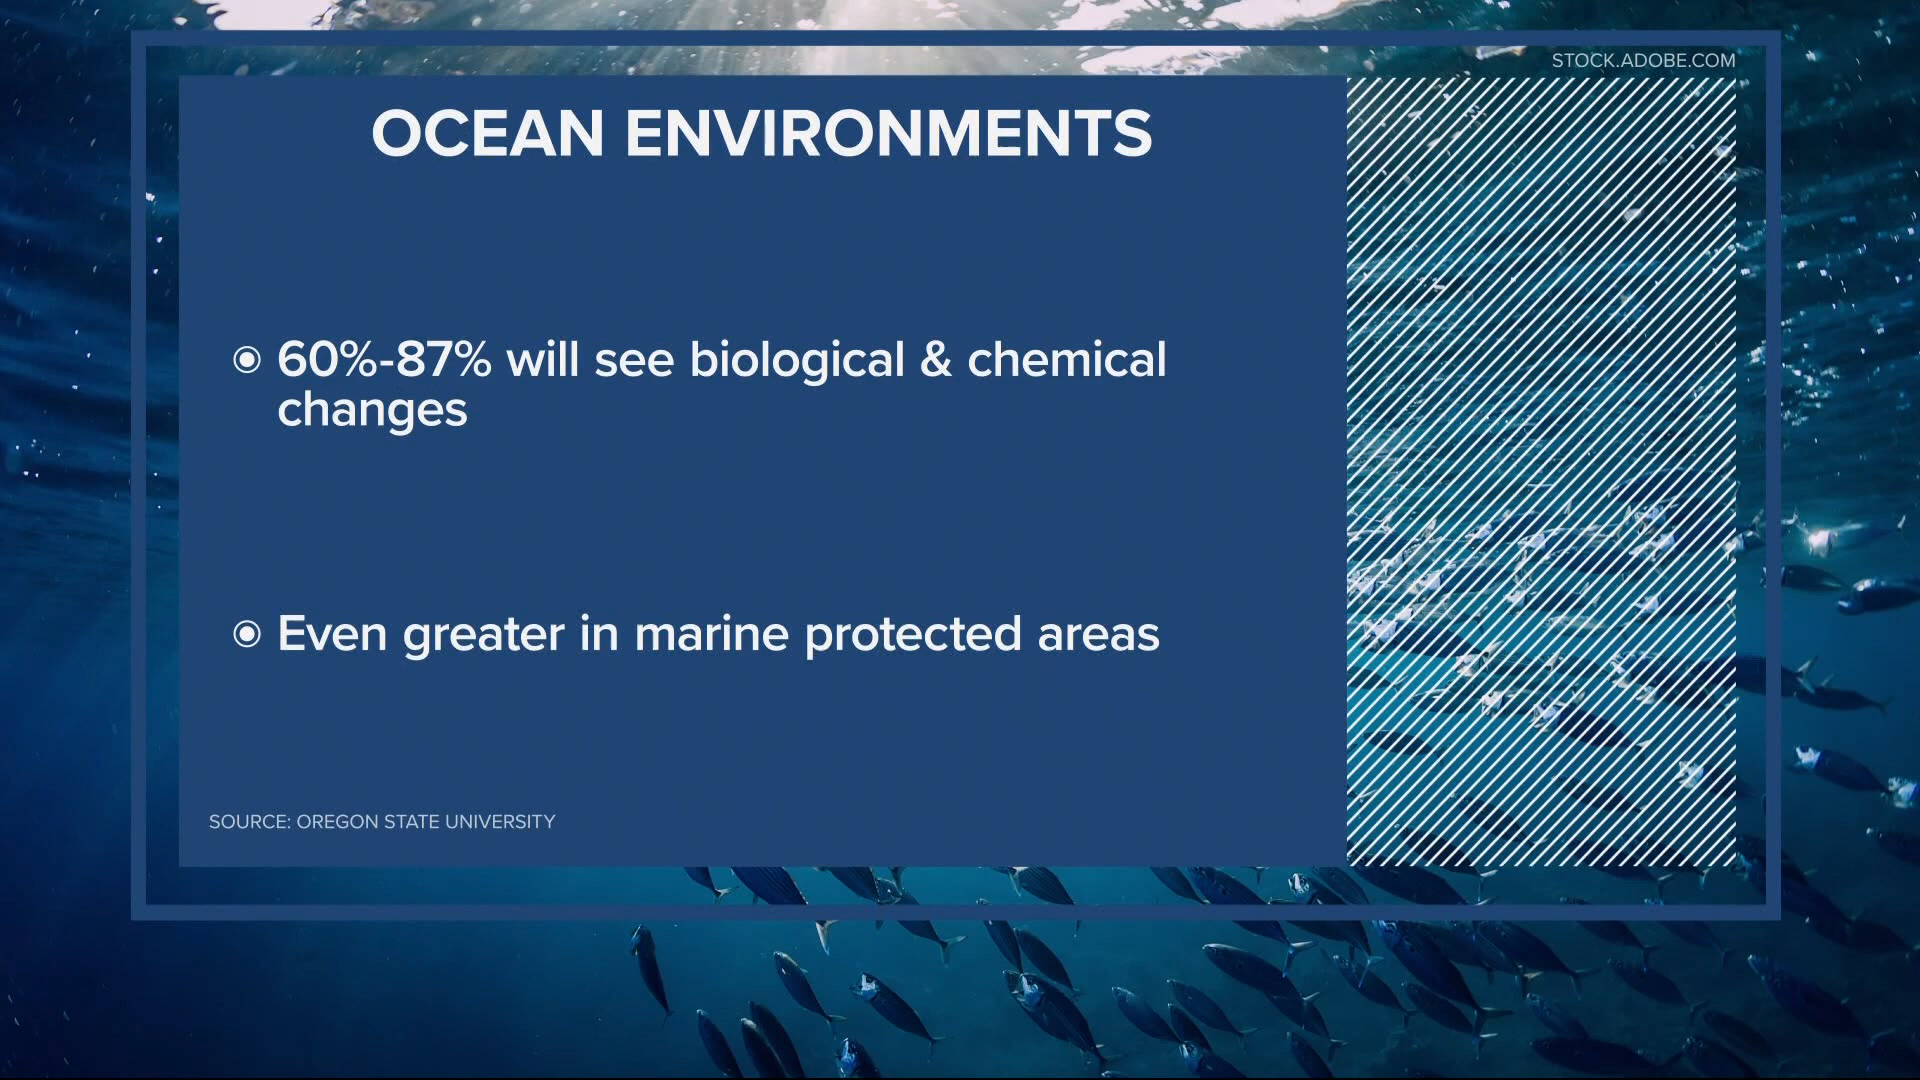 STOCK.ADOBE.COM
OCEAN ENVIRONMENTS
60%-87% will see biological & chemical
changes
Even greater in marine protected areas
SOURCE: OREGON STATE UNIVERSITY